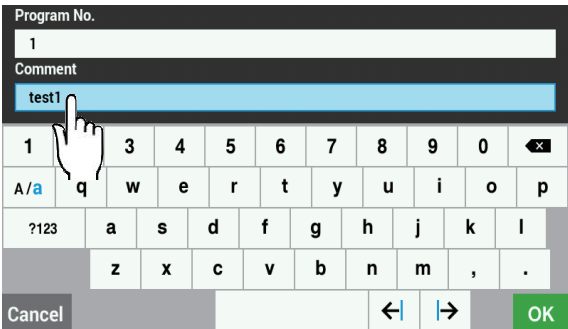 Program No.
1
Comment
test1
1 3 4 5 6 7 8 9 0
A/a q w e r t y u i o p
?123 a s d f g h j k l
z x c v b n m , .
Cancel OK